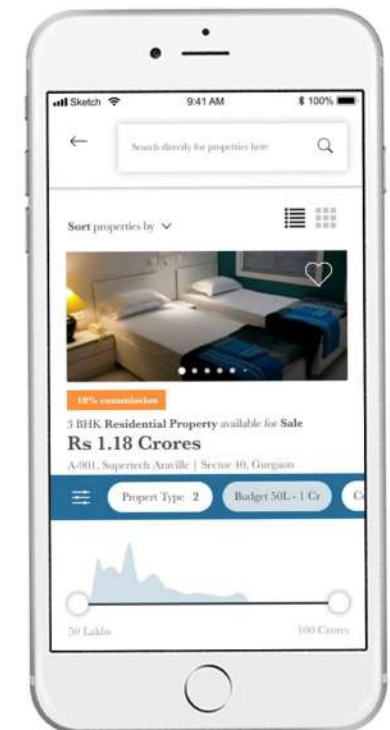 Sketch 9:41 AM 100%
Search directly for properties here
Sort properties by
10% commission
3 BHK Residential Property available for Sale
Rs 1.18 Crores
A-901, Supertech Araville | Sector 40, Gurgaon
Propert Type 2 Budget 50L - 1 Cr
50 Lakhs 100 Crores